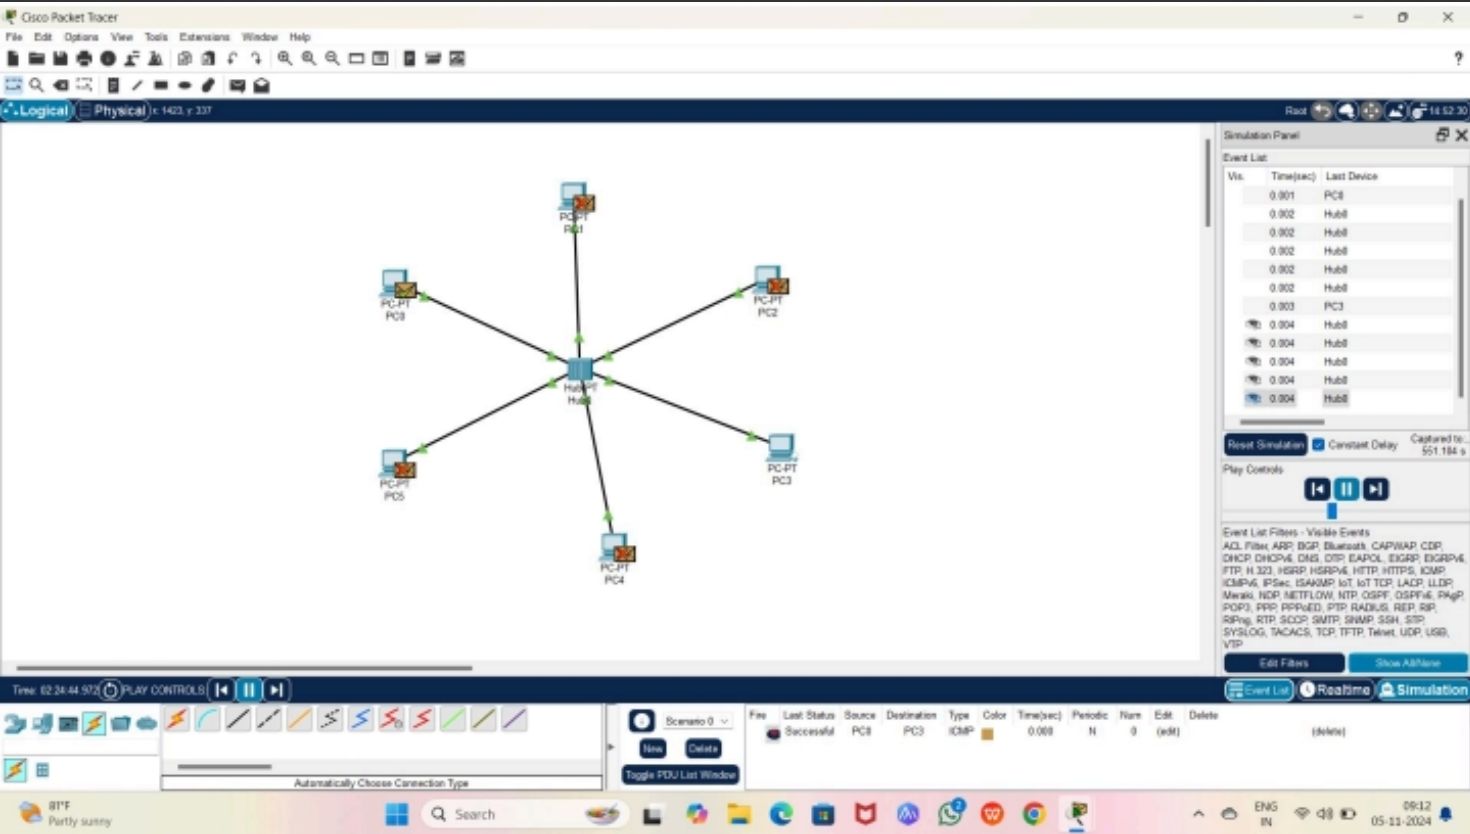 Cisco Packet Tracer
File Edit Options View Tools Extensions Window Help
?
Logical Physical x: 1423, y: 337
Root 14:52:30
Simulation Panel
Event List
Vis. Time(sec) Last Device
0.001 PC0
0.002 Hub0
0.002 Hub0
0.002 Hub0
0.002 Hub0
0.002 Hub0
0.003 PC3
0.004 Hub0
0.004 Hub0
0.004 Hub0
0.004 Hub0
0.004 Hub0
Reset Simulation Constant Delay Captured to:
551.184 s
Play Controls
Event List Filters - Visible Events
ACL Filter, ARP, BGP, Bluetooth, CAPWAP, CDP,
DHCP, DHCPv6, DNS, DTP, EAPOL, EIGRP, EIGRPv6,
FTP, H.323, HSRP, HSRPv6, HTTP, HTTPS, ICMP,
ICMPv6, IPSec, ISAKMP, IoT, IoT TCP, LACP, LLDP,
Meraki, NDP, NETFLOW, NTP, OSPF, OSPFv6, PAgP,
POP3, PPP, PPPoED, PTP, RADIUS, REP, RIP,
RIPng, RTP, SCCP, SMTP, SNMP, SSH, STP,
SYSLOG, TACACS, TCP, TFTP, Telnet, UDP, USB,
VTP
Edit Filters Show All/None
PC-PT
PC1
PC-PT
PC0
PC-PT
PC2
Hub-PT
Hub0
PC-PT
PC3
PC-PT
PC5
PC-PT
PC4
Time: 02:24:44.972 PLAY CONTROLS:
Event List Realtime Simulation
Automatically Choose Connection Type
Scenario 0
New Delete
Toggle PDU List Window
Fire Last Status Source Destination Type Color Time(sec) Periodic Num Edit Delete
Successful PC0 PC3 ICMP 0.000 N 0 (edit) (delete)
81°F
Partly sunny
Search
2
ENG
IN
09:12
05-11-2024